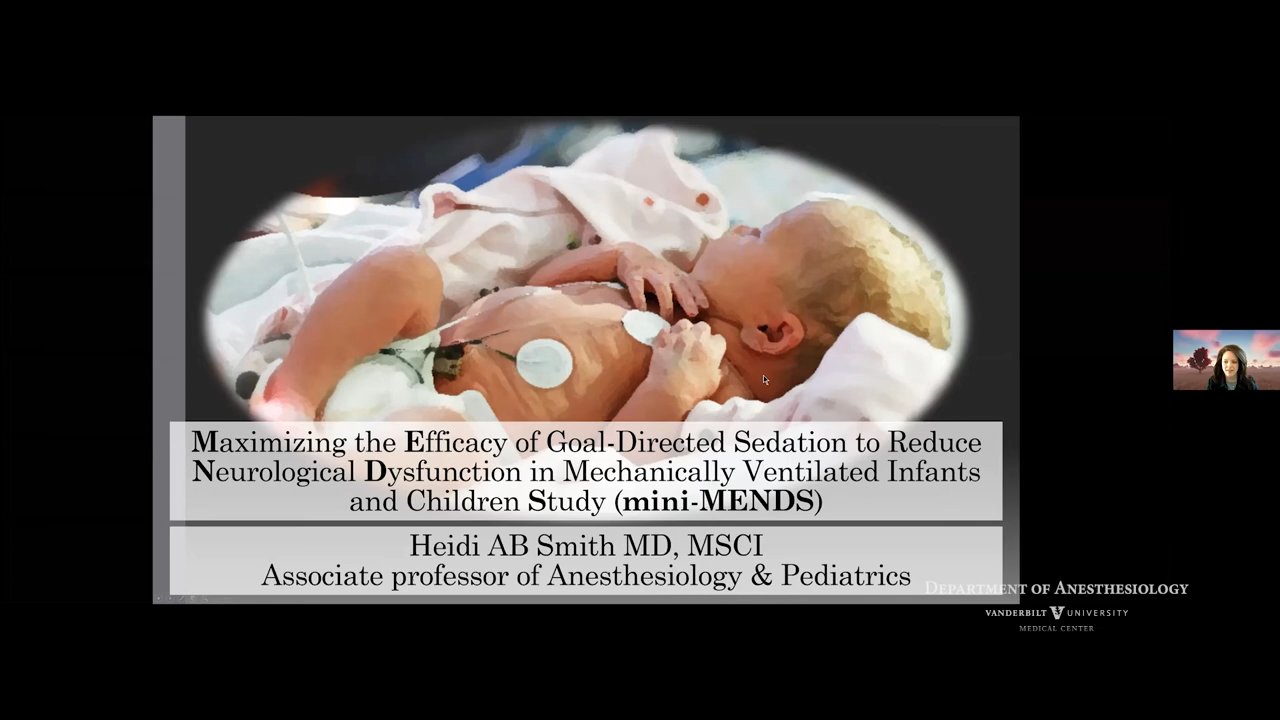 Maximizing the Efficacy of Goal-Directed Sedation to Reduce
Neurological Dysfunction in Mechanically Ventilated Infants
and Children Study (mini-MENDS)
Heidi AB Smith MD, MSCI
Associate professor of Anesthesiology & Pediatrics
DEPARTMENT OF ANESTHESIOLOGY
VANDERBILT UNIVERSITY
MEDICAL CENTER